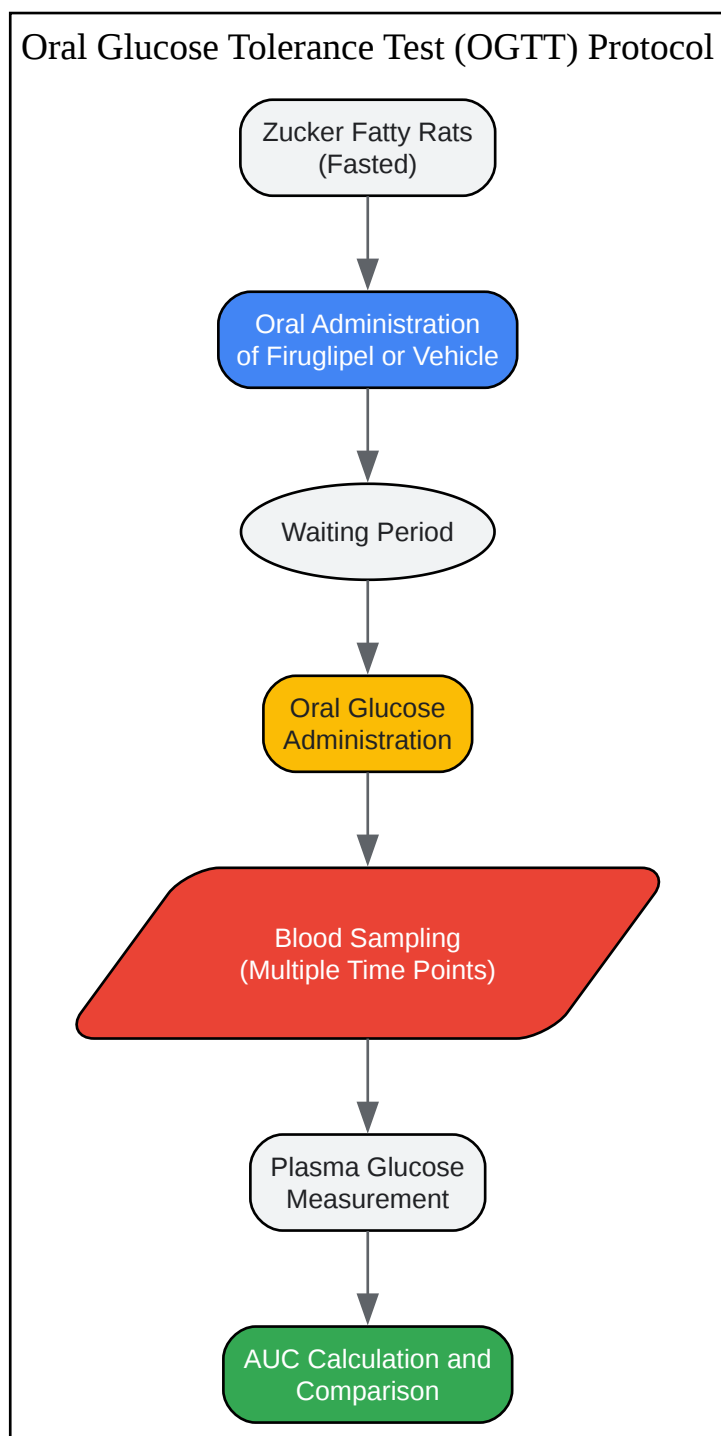 Oral Glucose Tolerance Test (OGTT) Protocol
Zucker Fatty Rats
(Fasted)
Oral Administration
of Firuglipel or Vehicle
Waiting Period
Oral Glucose
Administration
Blood Sampling
(Multiple Time Points)
Plasma Glucose
Measurement
AUC Calculation and
Comparison